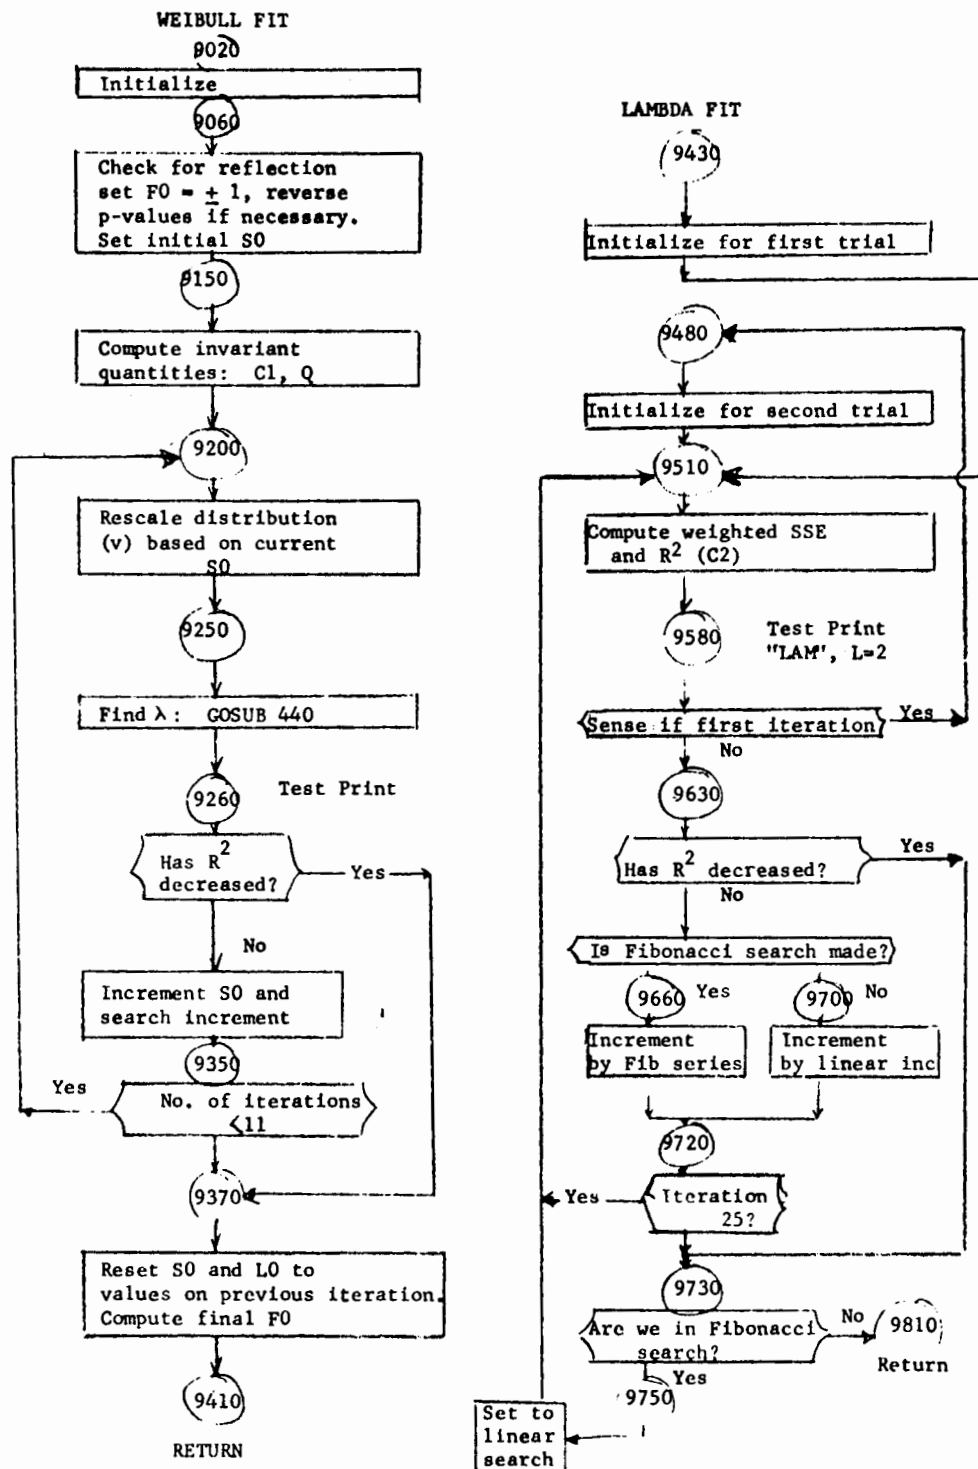 WEIBULL FIT
9020
Initialize
9060
Check for reflection
set F0 = ± 1, reverse
p-values if necessary.
Set initial S0
9150
Compute invariant
quantities: C1, Q
9200
Rescale distribution
(v) based on current
S0
9250
Find λ: GOSUB 440
9260
Test Print
Has R²
decreased?
Yes
No
Increment S0 and
search increment
9350
Yes
No. of iterations
<11
9370
Reset S0 and L0 to
values on previous iteration.
Compute final F0
9410
RETURN
LAMBDA FIT
9430
Initialize for first trial
9480
Initialize for second trial
9510
Compute weighted SSE
and R² (C2)
9580
Test Print
"LAM", L=2
Sense if first iteration
Yes
No
9630
Has R² decreased?
Yes
No
Is Fibonacci search made?
9660 Yes
9700 No
Increment
by Fib series
Increment
by linear inc
9720
Yes
Iteration
25?
9730
Are we in Fibonacci
search?
No
9810
Return
Yes
9750
Set to
linear
search